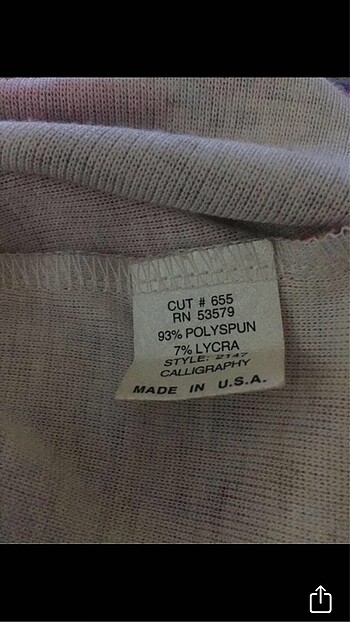 CUT # 655
RN 53579
93% POLYSPUN
7% LYCRA
STYLE: 2147
CALLIGRAPHY
MADE IN U.S.A.